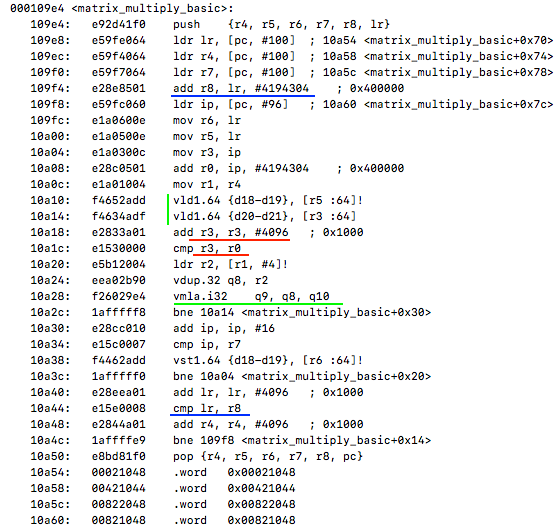 000109e4 <matrix_multiply_basic>:
109e4: e92d41f0 push {r4, r5, r6, r7, r8, lr}
109e8: e59fe064 ldr lr, [pc, #100] ; 10a54 <matrix_multiply_basic+0x70>
109ec: e59f4064 ldr r4, [pc, #100] ; 10a58 <matrix_multiply_basic+0x74>
109f0: e59f7064 ldr r7, [pc, #100] ; 10a5c <matrix_multiply_basic+0x78>
109f4: e28e8501 add r8, lr, #4194304 ; 0x400000
109f8: e59fc060 ldr ip, [pc, #96] ; 10a60 <matrix_multiply_basic+0x7c>
109fc: e1a0600e mov r6, lr
10a00: e1a0500e mov r5, lr
10a04: e1a0300c mov r3, ip
10a08: e28c0501 add r0, ip, #4194304 ; 0x400000
10a0c: e1a01004 mov r1, r4
10a10: f4652add vld1.64 {d18-d19}, [r5 :64]!
10a14: f4634adf vld1.64 {d20-d21}, [r3 :64]
10a18: e2833a01 add r3, r3, #4096 ; 0x1000
10a1c: e1530000 cmp r3, r0
10a20: e5b12004 ldr r2, [r1, #4]!
10a24: eea02b90 vdup.32 q8, r2
10a28: f26029e4 vmla.i32 q9, q8, q10
10a2c: 1afffff8 bne 10a14 <matrix_multiply_basic+0x30>
10a30: e28cc010 add ip, ip, #16
10a34: e15c0007 cmp ip, r7
10a38: f4462add vst1.64 {d18-d19}, [r6 :64]!
10a3c: 1afffff0 bne 10a04 <matrix_multiply_basic+0x20>
10a40: e28eea01 add lr, lr, #4096 ; 0x1000
10a44: e15e0008 cmp lr, r8
10a48: e2844a01 add r4, r4, #4096 ; 0x1000
10a4c: 1affffe9 bne 109f8 <matrix_multiply_basic+0x14>
10a50: e8bd81f0 pop {r4, r5, r6, r7, r8, pc}
10a54: 00021048 .word 0x00021048
10a58: 00421044 .word 0x00421044
10a5c: 00822048 .word 0x00822048
10a60: 00821048 .word 0x00821048